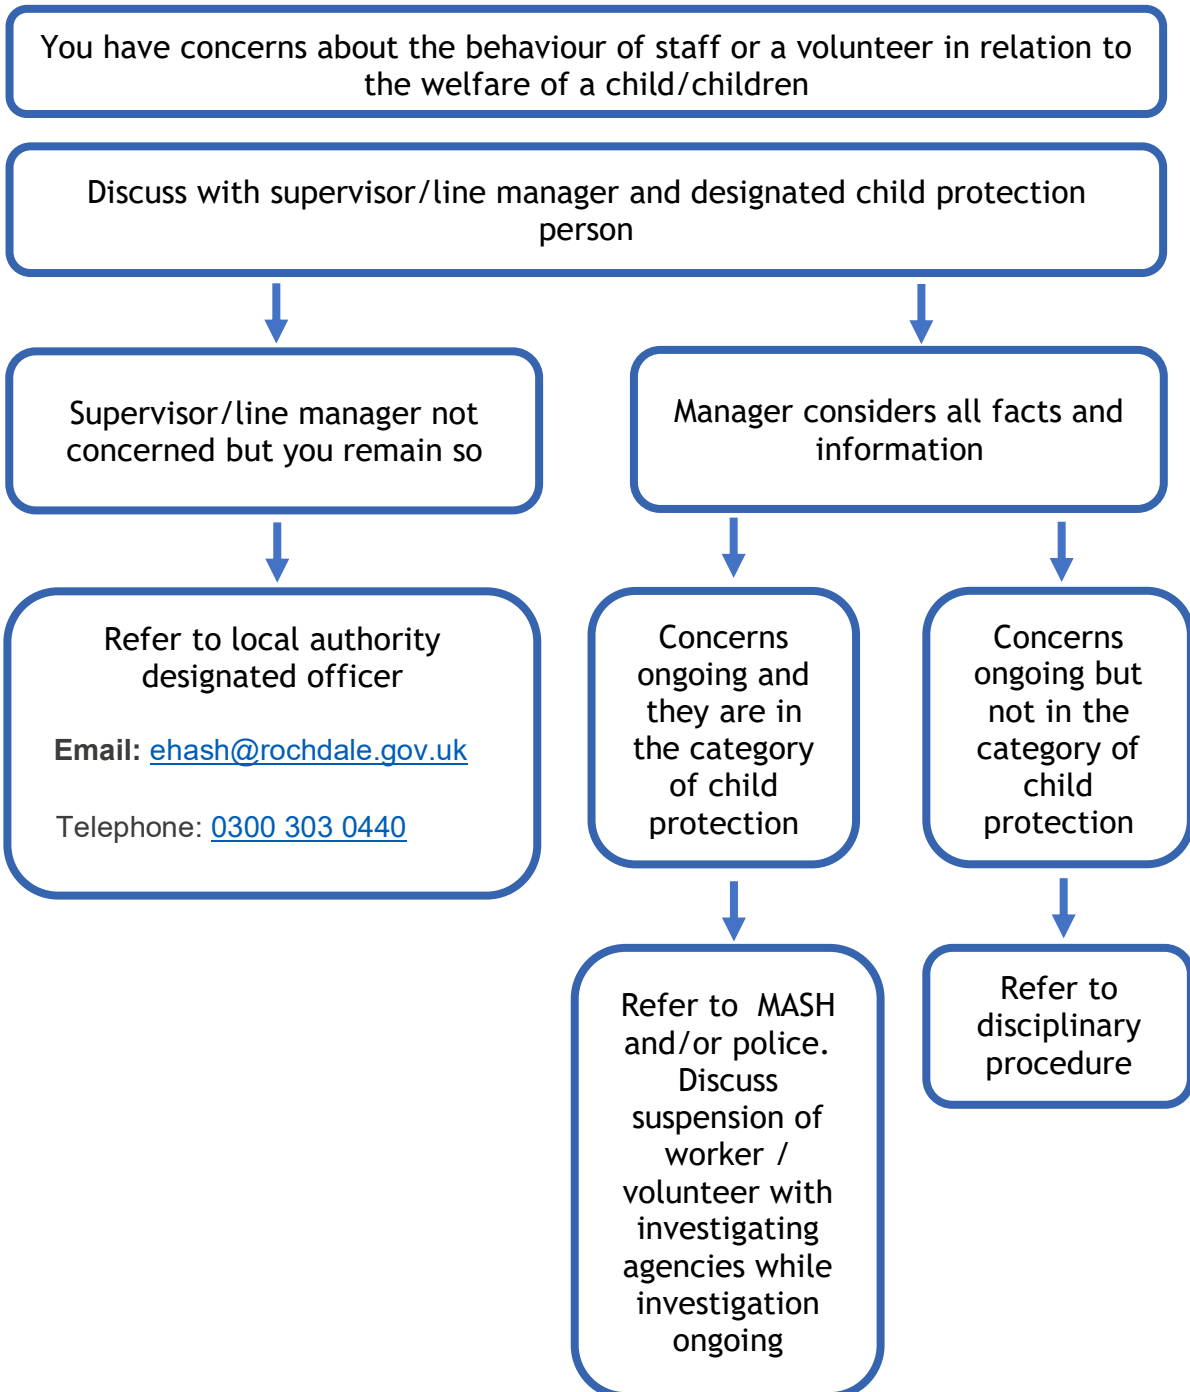 You have concerns about the behaviour of staff or a volunteer in relation to
the welfare of a child/children
Discuss with supervisor/line manager and designated child protection
person
Supervisor/line manager not
concerned but you remain so
Manager considers all facts and
information
Refer to local authority
designated officer
Email: ehash@rochdale.gov.uk
Telephone: 0300 303 0440
Concerns
ongoing and
they are in
the category
of child
protection
Concerns
ongoing but
not in the
category of
child
protection
Refer to  MASH
and/or police.
Discuss
suspension of
worker /
volunteer with
investigating
agencies while
investigation
ongoing
Refer to
disciplinary
procedure